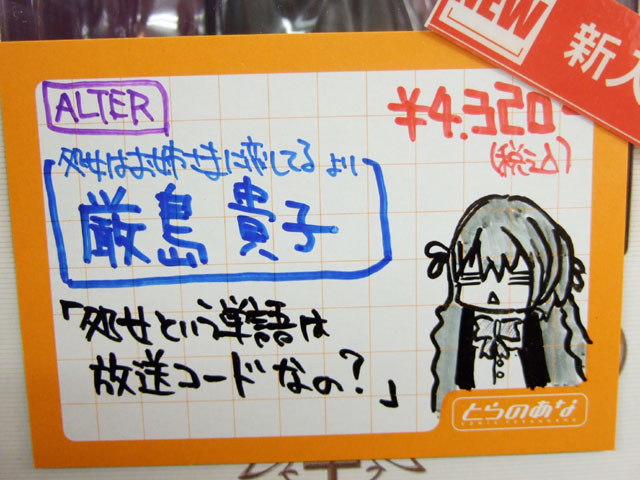 NEW
新入
ALTER
¥4.320-
(税込)
処女はお姉さまに恋してる より
厳島 貴子
「処女という単語は
放送コードなの?」
とらのあな
COMIC TORANOANA